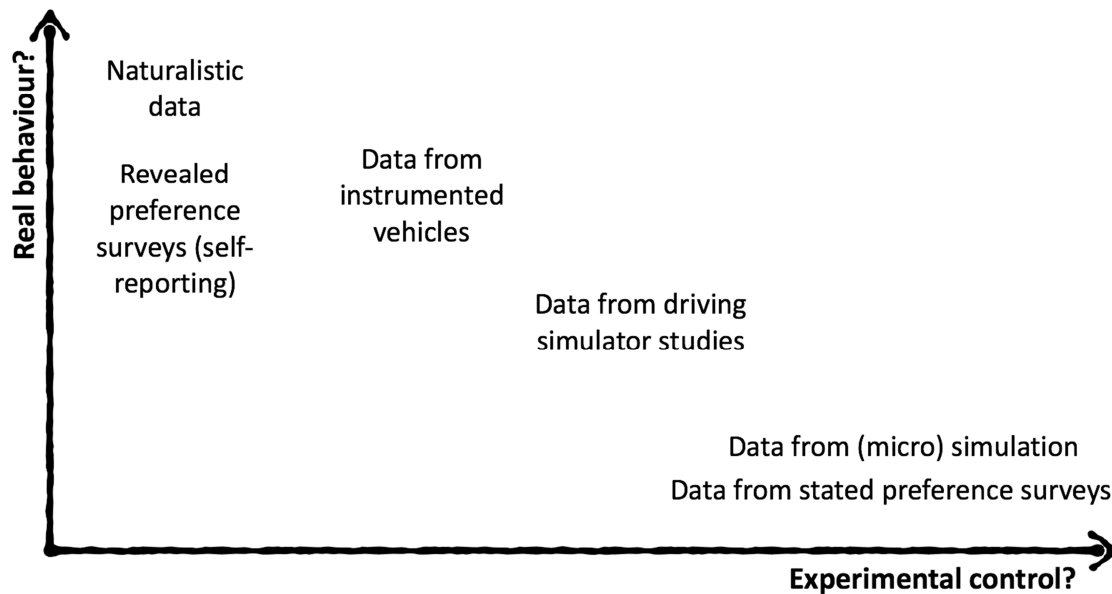 Real behaviour?
Naturalistic
data
Revealed
preference
surveys (self-
reporting)
Data from
instrumented
vehicles
Data from driving
simulator studies
Data from (micro) simulation
Data from stated preference surveys
Experimental control?